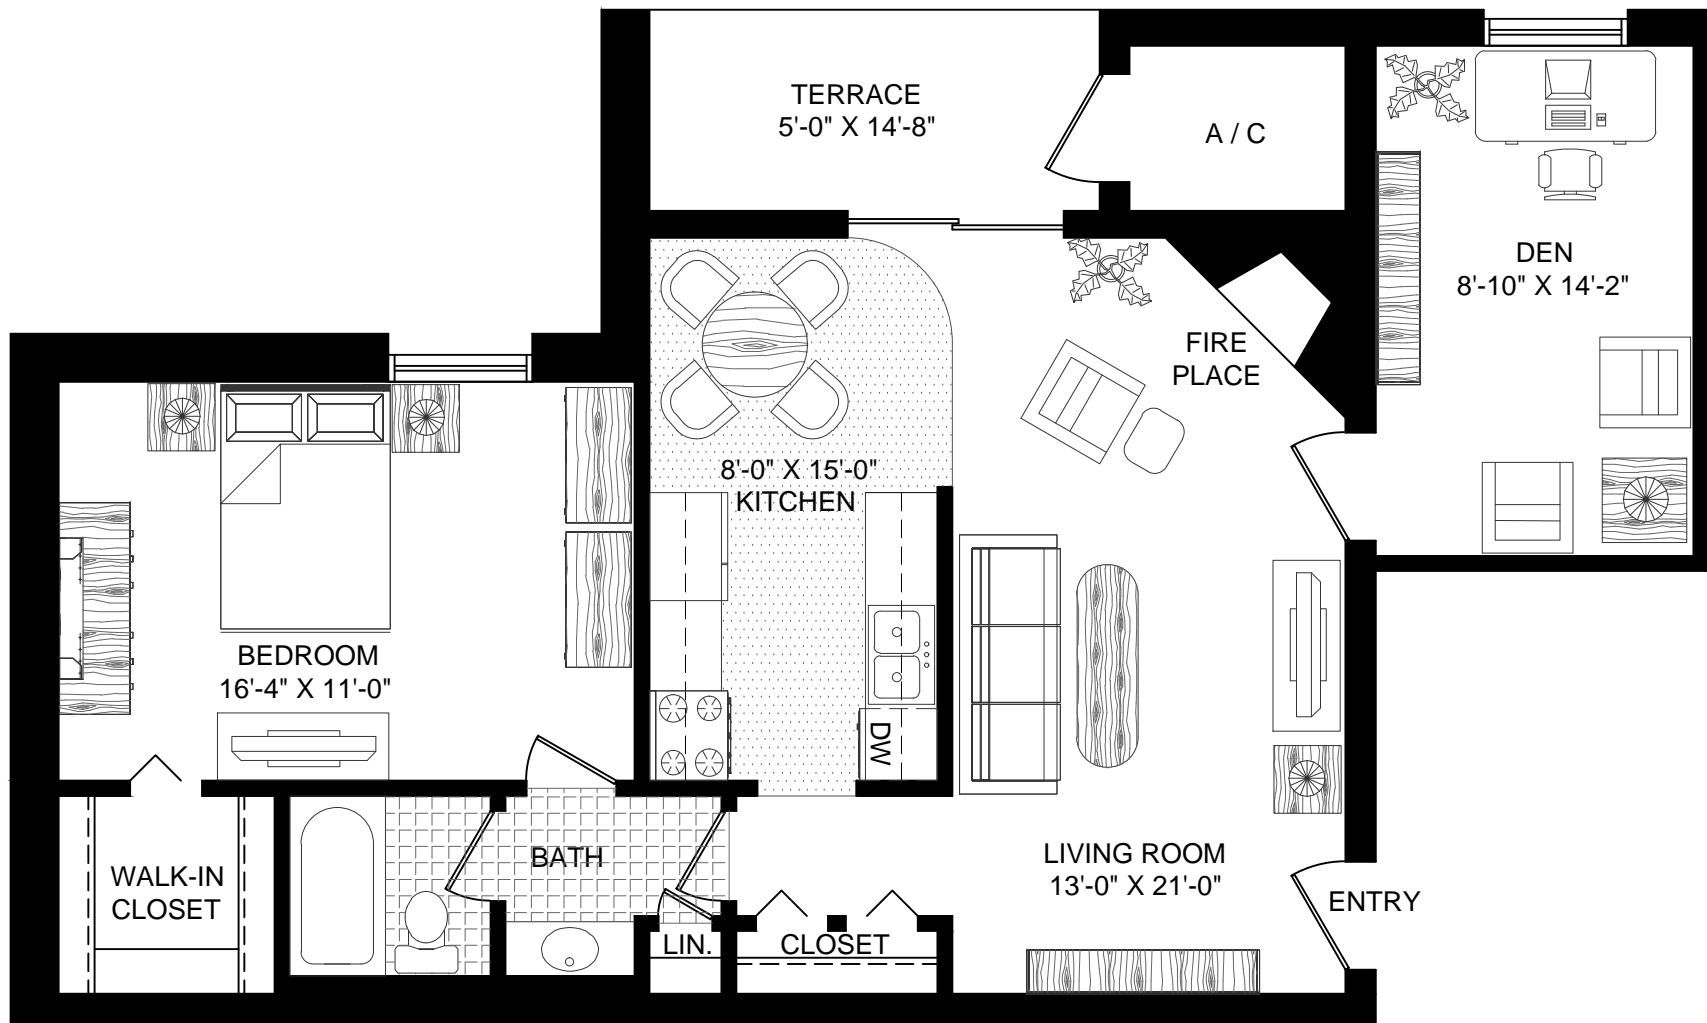 TERRACE
5'-0" X 14'-8"
A / C
DEN
8'-10" X 14'-2"
FIRE
PLACE
8'-0" X 15'-0"
KITCHEN
BEDROOM
16'-4" X 11'-0"
DW
WALK-IN
CLOSET
BATH
LIVING ROOM
13'-0" X 21'-0"
ENTRY
LIN.
CLOSET